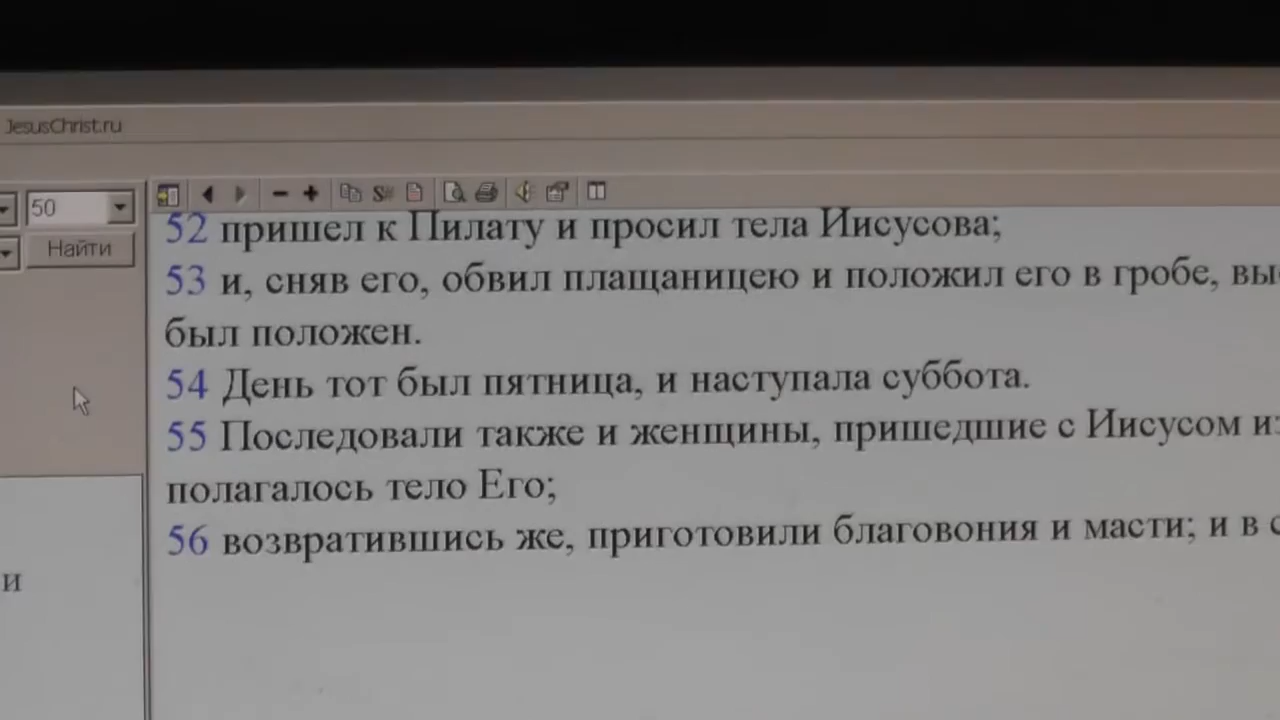 JesusChrist.ru
50
Найти
52 пришел к Пилату и просил тела Иисусова;
53 и, сняв его, обвил плащаницею и положил его в гробе, вы
был положен.
54 День тот был пятница, и наступала суббота.
55 Последовали также и женщины, пришедшие с Иисусом из
полагалось тело Его;
56 возвратившись же, приготовили благовония и масти; и в с
и